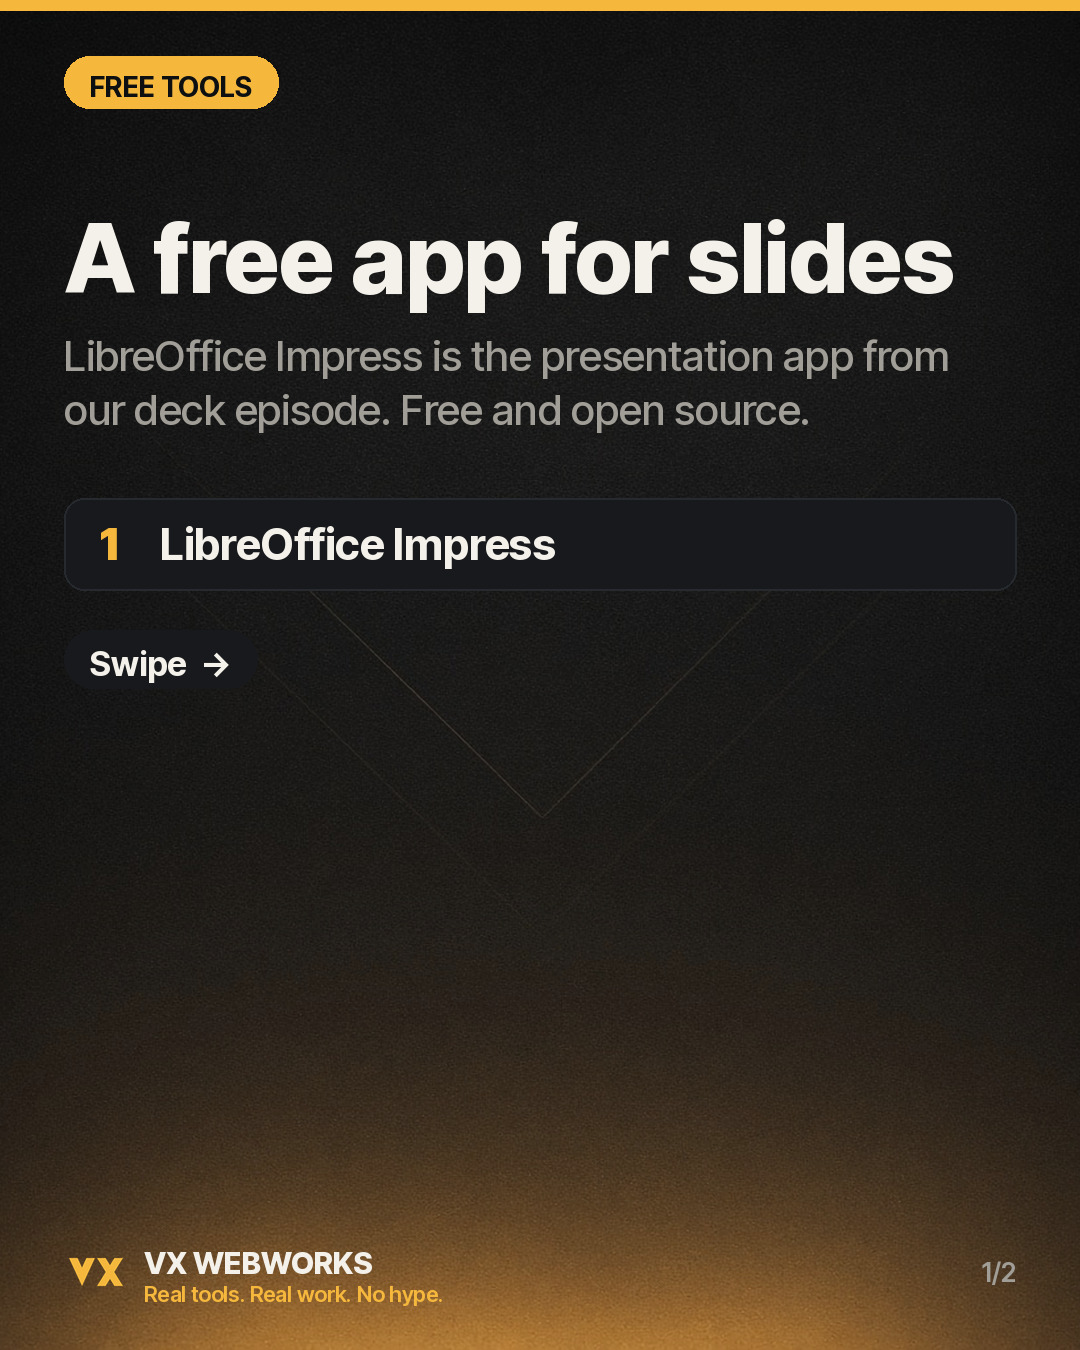 FREE TOOLS
A free app for slides
LibreOffice Impress is the presentation app from
our deck episode. Free and open source.
1 LibreOffice Impress
Swipe →
VX VX WEBWORKS
Real tools. Real work. No hype.
1/2